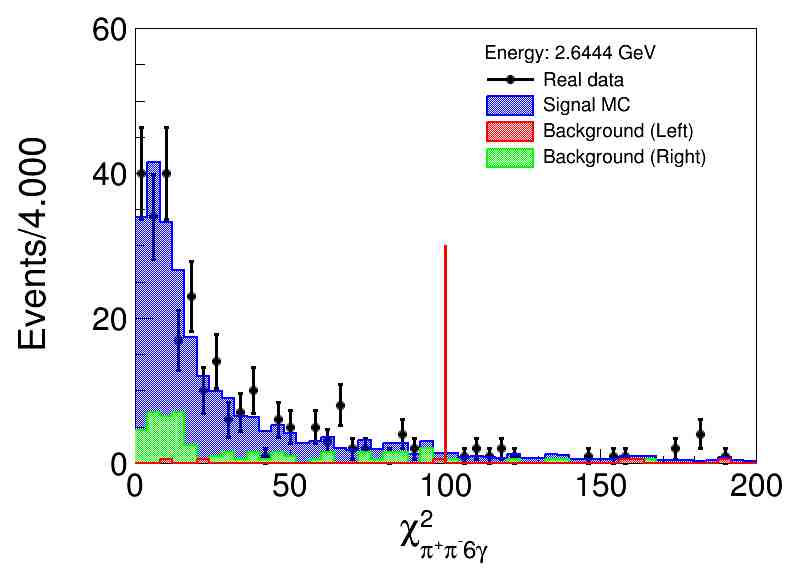 Energy: 2.6444 GeV
Real data
Signal MC
Background (Left)
Background (Right)
Events/4.000
60
40
20
0
0 50 100 150 200
χ²π⁺π⁻6γ